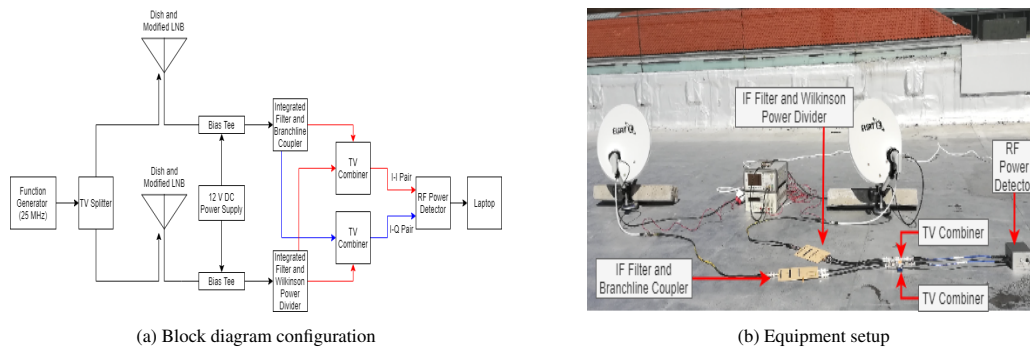 Dish and
Modified LNB
Dish and
Modified LNB
Function
Generator
(25 MHz)
TV Splitter
Bias Tee
12 V DC
Power Supply
Bias Tee
Integrated
Filter and
Branchline
Coupler
Integrated
Filter and
Wilkinson
Power
Divider
TV
Combiner
TV
Combiner
I-I Pair
I-Q Pair
RF Power
Detector
Laptop
(a) Block diagram configuration
IF Filter and Wilkinson
Power Divider
RF
Power
Detector
TV Combiner
IF Filter and
Branchline Coupler
TV Combiner
(b) Equipment setup